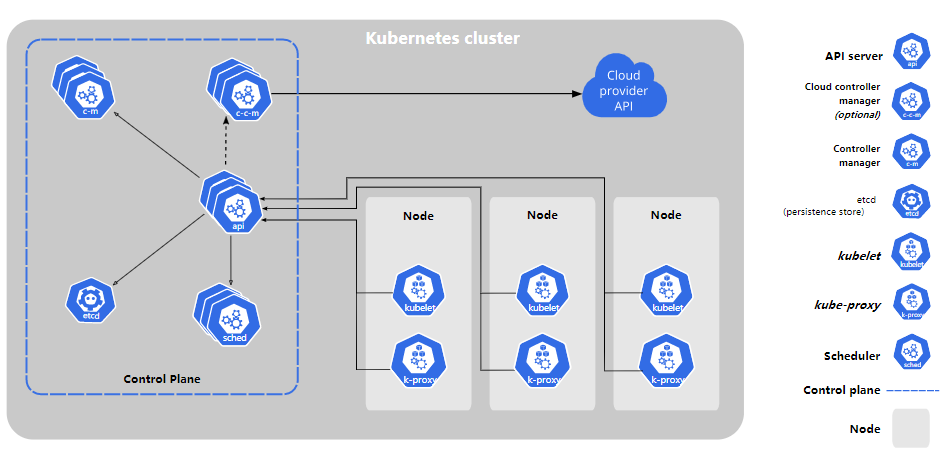 Kubernetes cluster
c-m
c-c-m
Cloud
provider
API
api
etcd
sched
Control Plane
Node
Node
Node
kubelet
kubelet
kubelet
k-proxy
k-proxy
k-proxy
API server
api
Cloud controller
manager
(optional)
c-c-m
Controller
manager
c-m
etcd
(persistence store)
etcd
kubelet
kubelet
kube-proxy
k-proxy
Scheduler
sched
Control plane
Node